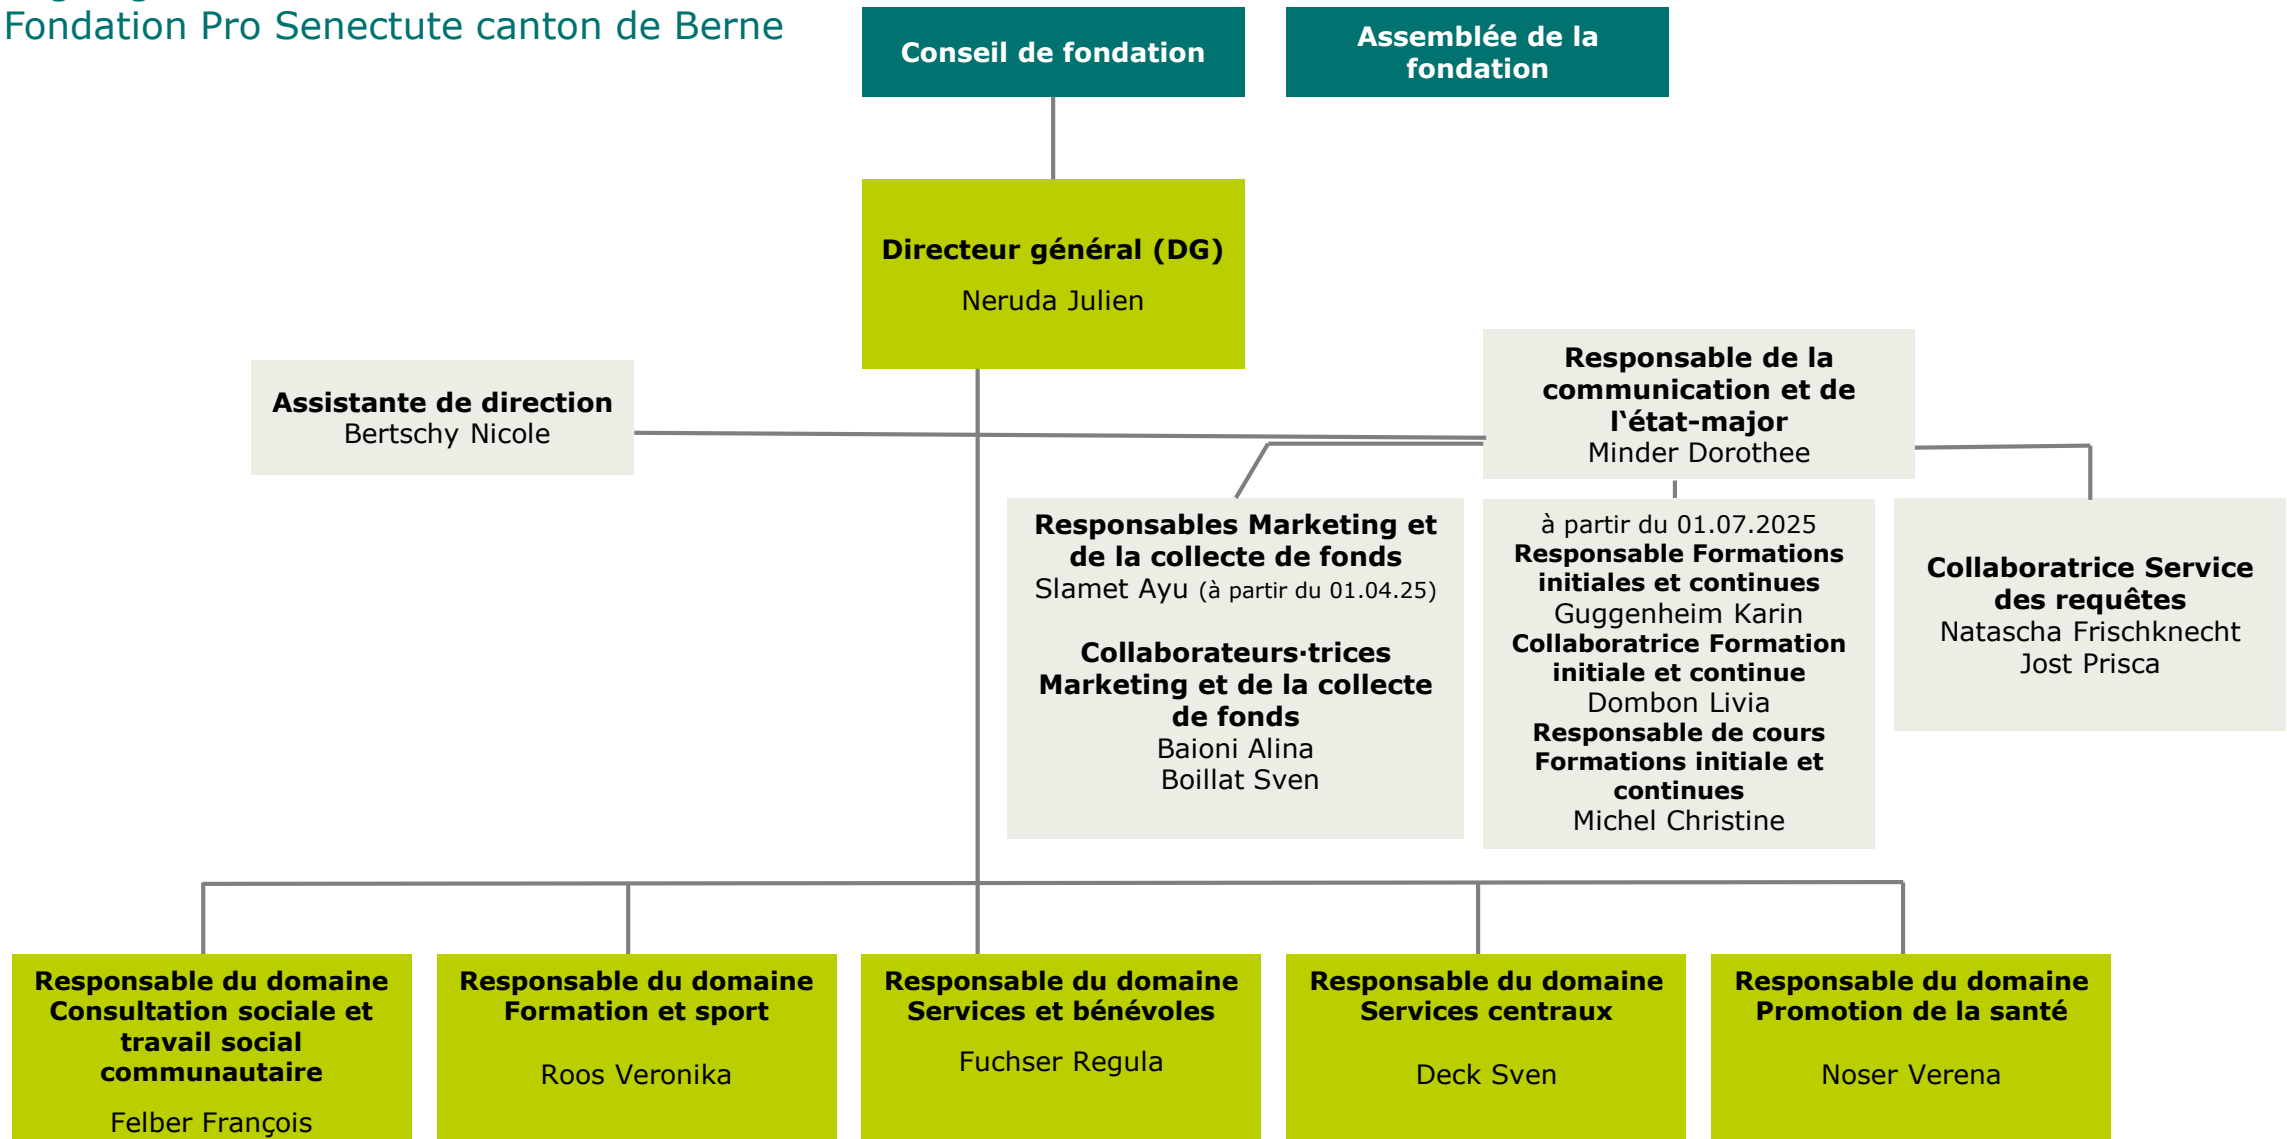 Fondation Pro Senectute canton de Berne
Conseil de fondation
Assemblée de la
fondation
Directeur général (DG)
Neruda Julien
Assistante de direction
Bertschy Nicole
Responsable de la
communication et de
l‘état-major
Minder Dorothee
Responsables Marketing et
de la collecte de fonds
Slamet Ayu (à partir du 01.04.25)
Collaborateurs·trices
Marketing et de la collecte
de fonds
Baioni Alina
Boillat Sven
à partir du 01.07.2025
Responsable Formations
initiales et continues
Guggenheim Karin
Collaboratrice Formation
initiale et continue
Dombon Livia
Responsable de cours
Formations initiale et
continues
Michel Christine
Collaboratrice Service
des requêtes
Natascha Frischknecht
Jost Prisca
Responsable du domaine
Consultation sociale et
travail social
communautaire
Felber François
Responsable du domaine
Formation et sport
Roos Veronika
Responsable du domaine
Services et bénévoles
Fuchser Regula
Responsable du domaine
Services centraux
Deck Sven
Responsable du domaine
Promotion de la santé
Noser Verena